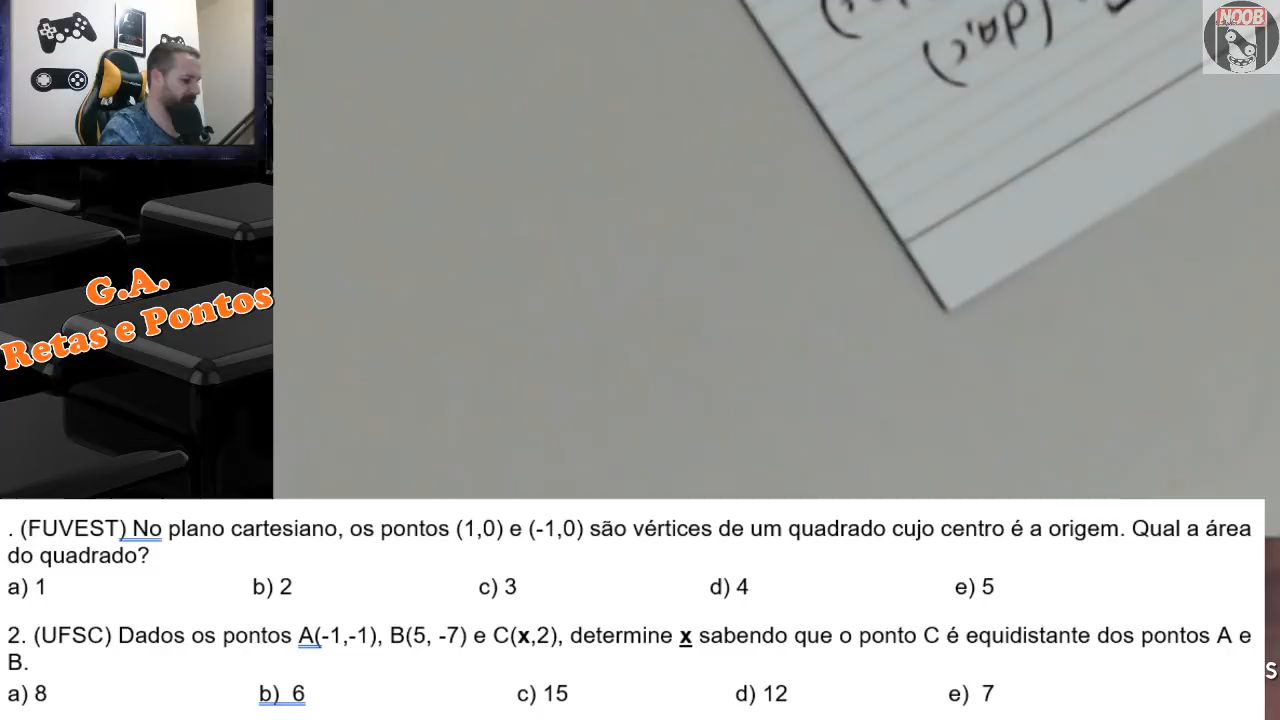 NOOB
(da,c)
G.A.
Retas e Pontos
. (FUVEST) No plano cartesiano, os pontos (1,0) e (-1,0) são vértices de um quadrado cujo centro é a origem. Qual a área
do quadrado?
a) 1 b) 2 c) 3 d) 4 e) 5
2. (UFSC) Dados os pontos A(-1,-1), B(5, -7) e C(x,2), determine x sabendo que o ponto C é equidistante dos pontos A e
B.
a) 8 b) 6 c) 15 d) 12 e) 7
s